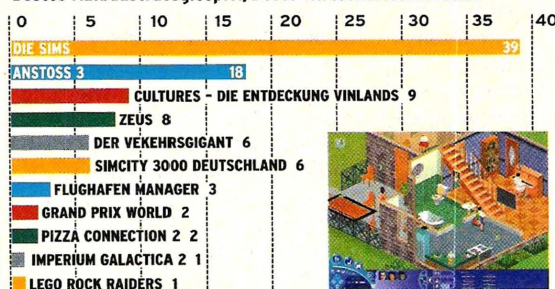 0 5 10 15 20 25 30 35 40
DIE SIMS 39
ANSTOSS 3 18
CULTURES - DIE ENTDECKUNG VINLANDS 9
ZEUS 8
DER VEKEHRSGIGANT 6
SIMCITY 3000 DEUTSCHLAND 6
FLUGHAFEN MANAGER 3
GRAND PRIX WORLD 2
PIZZA CONNECTION 2 2
IMPERIUM GALACTICA 2 1
LEGO ROCK RAIDERS 1